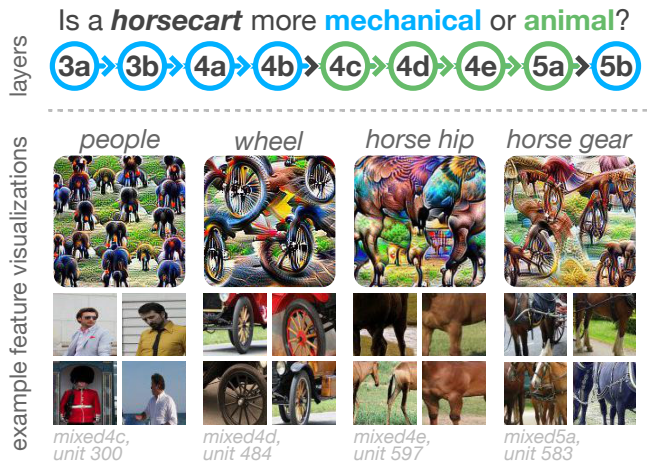 Is a horsecart more mechanical or animal?
layers
3a 3b 4a 4b 4c 4d 4e 5a 5b
example feature visualizations
people wheel horse hip horse gear
mixed4c, mixed4d, mixed4e, mixed5a,
unit 300 unit 484 unit 597 unit 583